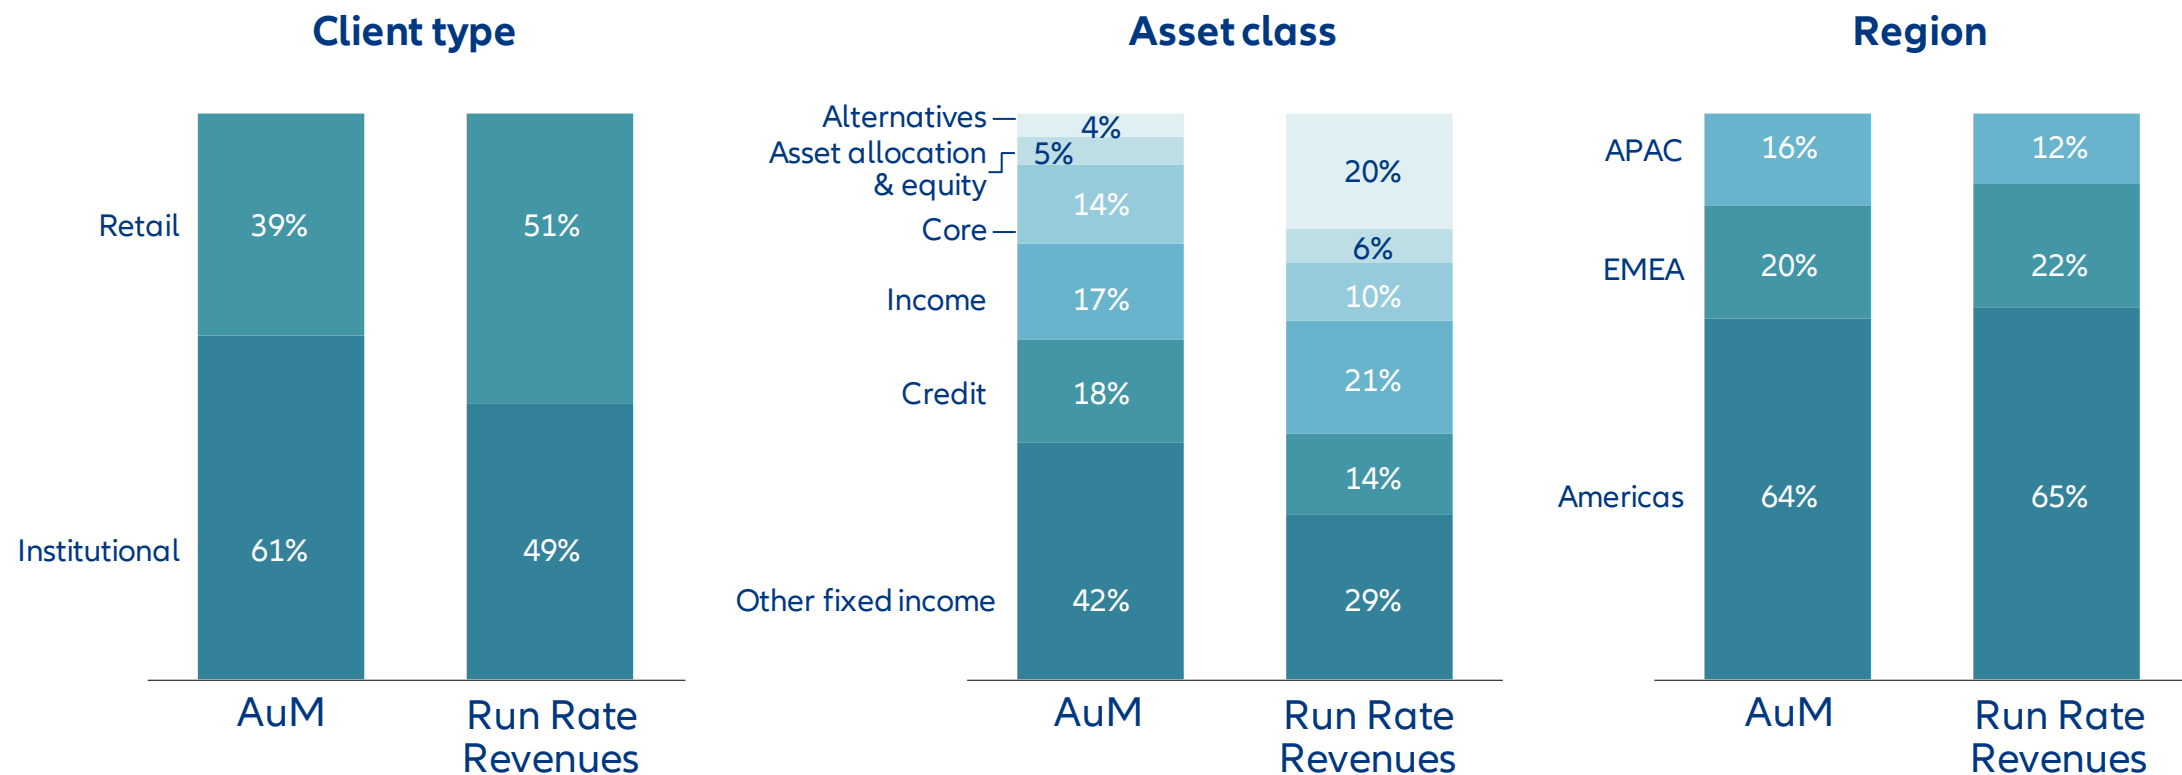 Client type
Retail
39%
51%
Institutional
61%
49%
AuM
Run Rate
Revenues
Asset class
Alternatives
4%
20%
Asset allocation
& equity
5%
6%
Core
14%
10%
Income
17%
21%
Credit
18%
14%
Other fixed income
42%
29%
AuM
Run Rate
Revenues
Region
APAC
16%
12%
EMEA
20%
22%
Americas
64%
65%
AuM
Run Rate
Revenues